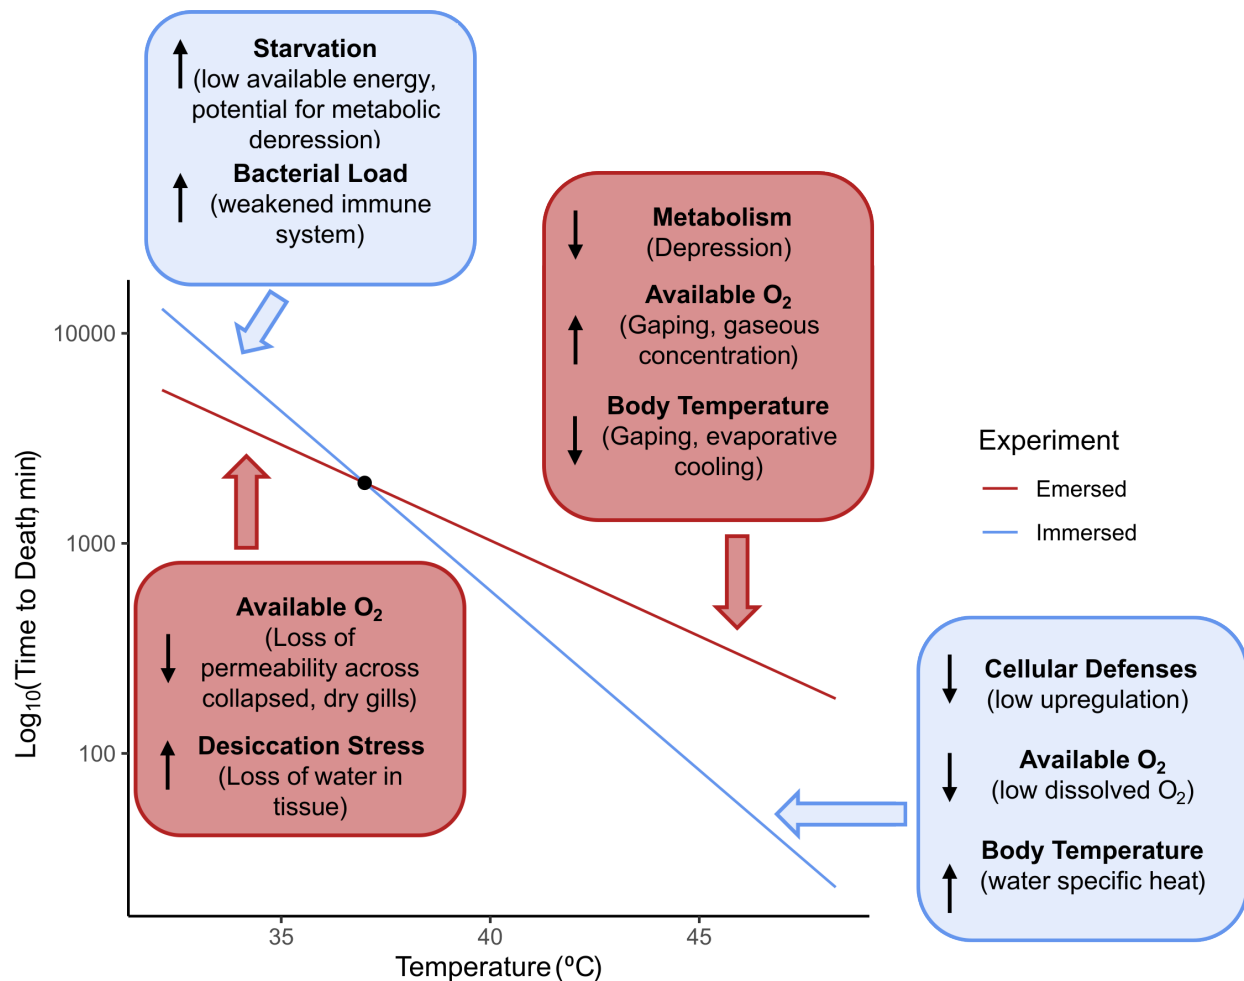 Starvation
(low available energy,
potential for metabolic
depression)
Bacterial Load
(weakened immune
system)
Metabolism
(Depression)
Available O₂
(Gaping, gaseous
concentration)
Body Temperature
(Gaping, evaporative
cooling)
Available O₂
(Loss of
permeability across
collapsed, dry gills)
Desiccation Stress
(Loss of water in
tissue)
Cellular Defenses
(low upregulation)
Available O₂
(low dissolved O₂)
Body Temperature
(water specific heat)
Experiment
Emersed
Immersed
Log₁₀(Time to Death, min)
10000
1000
100
35
40
45
Temperature (ºC)